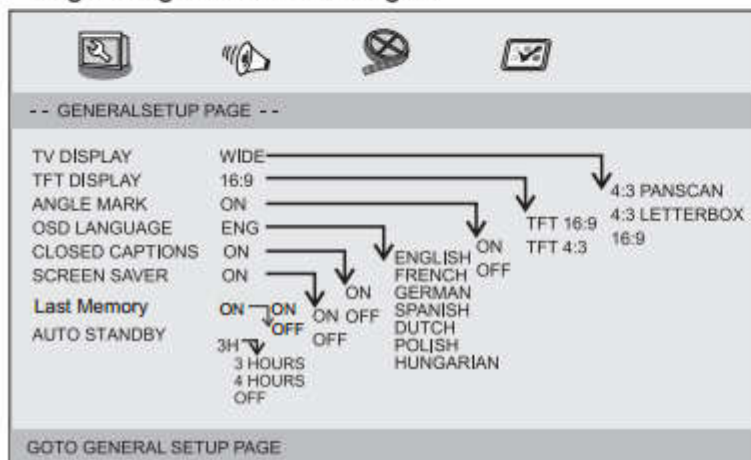 -- GENERALSETUP PAGE --
TV DISPLAY WIDE
TFT DISPLAY 16:9
ANGLE MARK ON
OSD LANGUAGE ENG
CLOSED CAPTIONS ON
SCREEN SAVER ON
Last Memory ON
AUTO STANDBY 3H
ON
OFF
3 HOURS
4 HOURS
OFF
ON
OFF
ON
OFF
ENGLISH
FRENCH
GERMAN
SPANISH
DUTCH
POLISH
HUNGARIAN
ON
OFF
TFT 16:9
TFT 4:3
4:3 PANSCAN
4:3 LETTERBOX
16:9
GOTO GENERAL SETUP PAGE